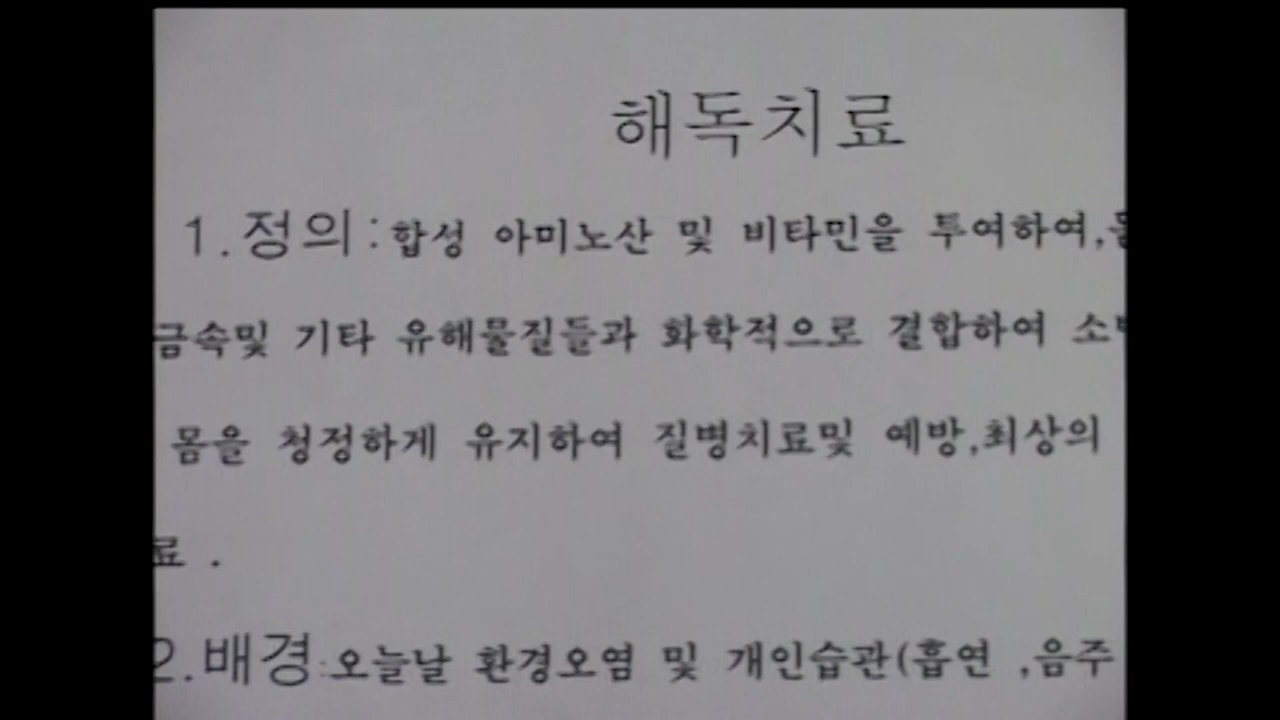 해독치료
1.정의:합성 아미노산 및 비타민을 투여하여,
금속및 기타 유해물질들과 화학적으로 결합하여
몸을 청정하게 유지하여 질병치료및 예방,최상의
료 .
2.배경:오늘날 환경오염 및 개인습관(흡연 ,음주